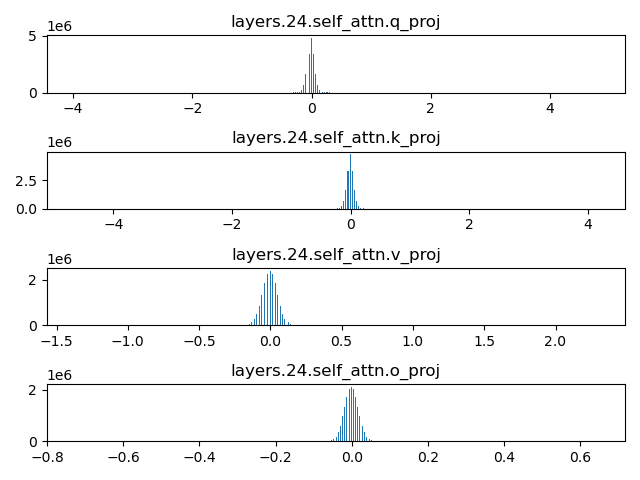 layers.24.self_attn.q_proj
1e6
5
0
−4 −2 0 2 4
layers.24.self_attn.k_proj
1e6
2.5
0.0
−4 −2 0 2 4
layers.24.self_attn.v_proj
1e6
2
0
−1.5 −1.0 −0.5 0.0 0.5 1.0 1.5 2.0
layers.24.self_attn.o_proj
1e6
2
0
−0.8 −0.6 −0.4 −0.2 0.0 0.2 0.4 0.6